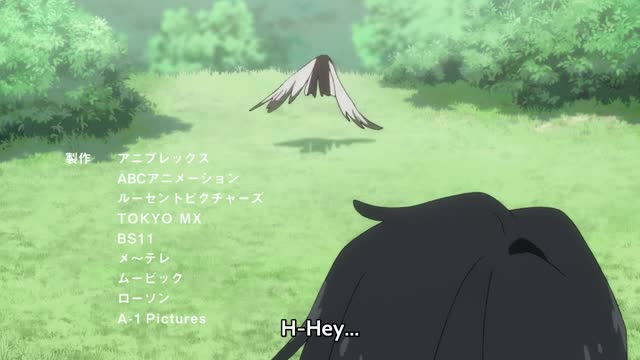 製作 アニプレックス
ABCアニメーション
ルーセントピクチャーズ
TOKYO MX
BS11
メ〜テレ
ムービック
ローソン
A-1 Pictures
H-Hey...